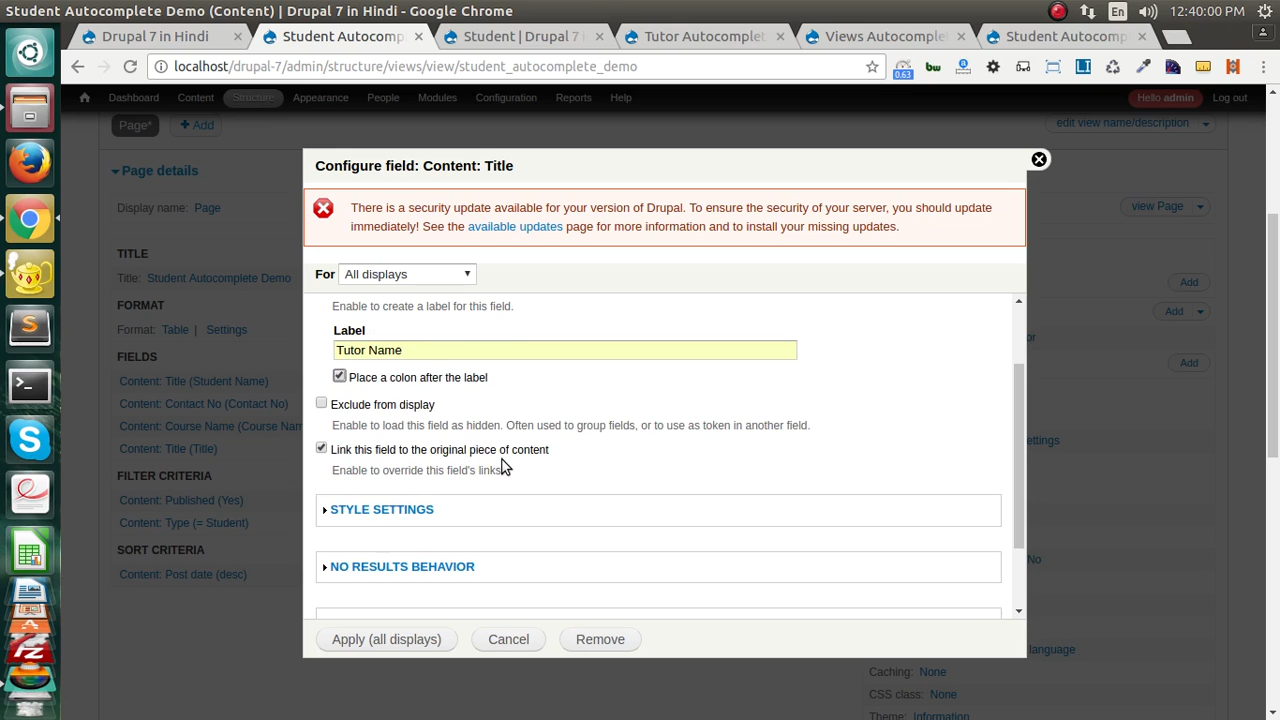 Student Autocomplete Demo (Content) | Drupal 7 in Hindi - Google Chrome
En
12:40:00 PM
Drupal 7 in Hindi
Student Autocomp
Student | Drupal 7 i
Tutor Autocomplet
Views Autocomple
Student Autocomp
localhost/drupal-7/admin/structure/views/view/student_autocomplete_demo
0.63
bw
Dashboard
Content
Structure
Appearance
People
Modules
Configuration
Reports
Help
Hello admin
Log out
Page*
Add
edit view name/description
Page details
Display name: Page
view Page
TITLE
Title: Student Autocomplete Demo
FORMAT
Format: Table | Settings
FIELDS
Content: Title (Student Name)
Content: Contact No (Contact No)
Content: Course Name (Course Nam
Content: Title (Title)
FILTER CRITERIA
Content: Published (Yes)
Content: Type (= Student)
SORT CRITERIA
Content: Post date (desc)
Configure field: Content: Title
There is a security update available for your version of Drupal. To ensure the security of your server, you should update
immediately! See the available updates page for more information and to install your missing updates.
For
All displays
Enable to create a label for this field.
Label
Tutor Name
Place a colon after the label
Exclude from display
Enable to load this field as hidden. Often used to group fields, or to use as token in another field.
Link this field to the original piece of content
Enable to override this field's links.
STYLE SETTINGS
NO RESULTS BEHAVIOR
Apply (all displays)
Cancel
Remove
Add
Add
or
Add
ettings
No
language
Caching: None
CSS class: None
Theme: Information